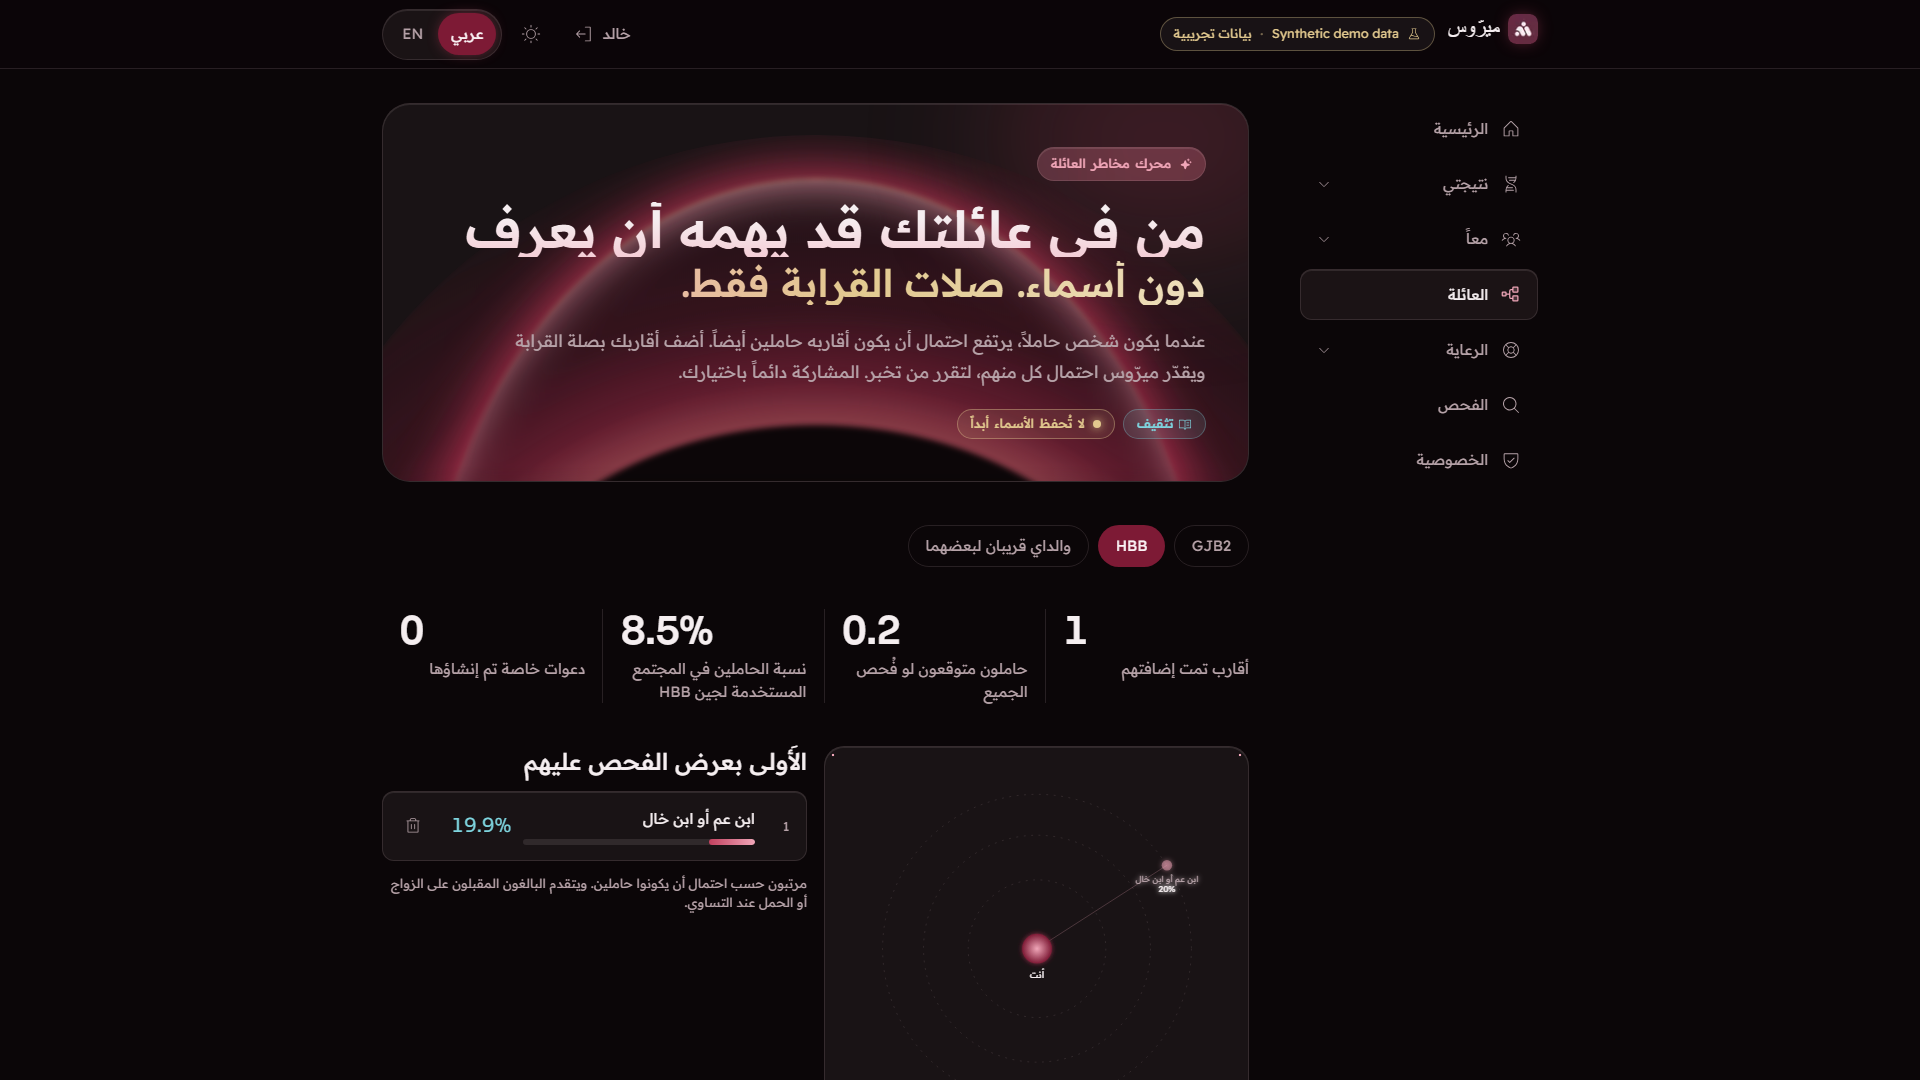 ميرّوس
Synthetic demo data · بيانات تجريبية
خالد
عربي
EN
الرئيسية
نتيجتي
معاً
العائلة
الرعاية
الفحص
الخصوصية
محرك مخاطر العائلة
من في عائلتك قد يهمه أن يعرف
دون أسماء. صلات القرابة فقط.
عندما يكون شخص حاملاً، يرتفع احتمال أن يكون أقاربه حاملين أيضاً. أضف أقاربك بصلة القرابة
ويقدّر ميرّوس احتمال كل منهم، لتقرر من تخبر. المشاركة دائماً باختيارك.
تثقيف
لا تُحفظ الأسماء أبداً
GJB2
HBB
والداي قريبان لبعضهما
1
أقارب تمت إضافتهم
0.2
حاملون متوقعون لو فُحص
الجميع
8.5%
نسبة الحاملين في المجتمع
المستخدمة لجين HBB
0
دعوات خاصة تم إنشاؤها
ابن عم أو ابن خال
20%
أنت
الأولى بعرض الفحص عليهم
1
ابن عم أو ابن خال
19.9%
مرتبون حسب احتمال أن يكونوا حاملين. ويتقدم البالغون المقبلون على الزواج
أو الحمل عند التساوي.